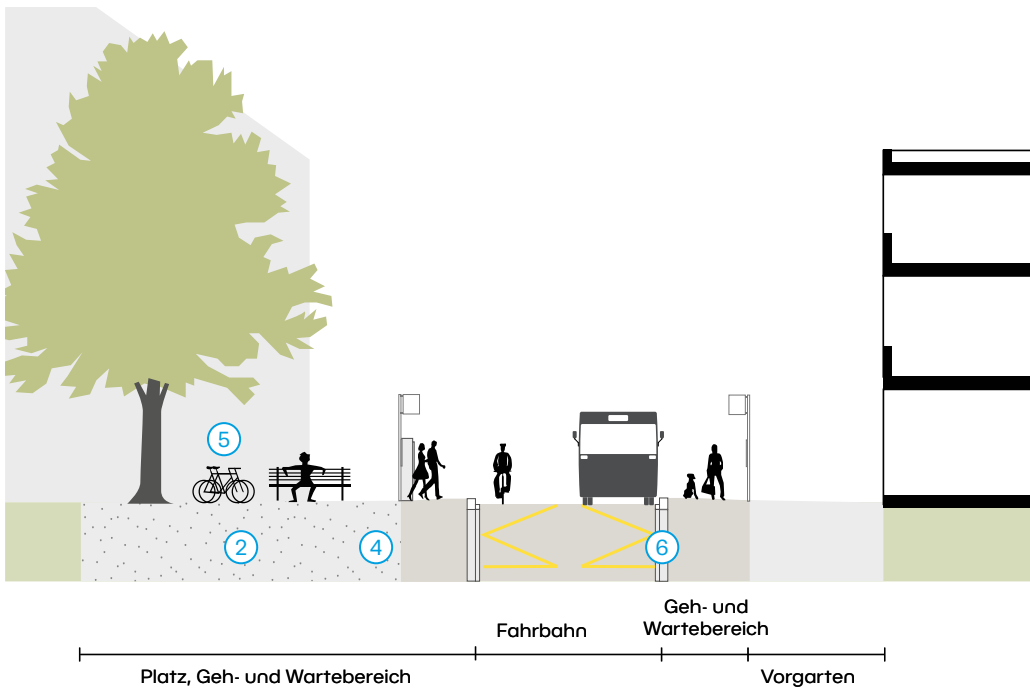 5
2
4
6
Geh- und
Wartebereich
Fahrbahn
Platz, Geh- und Wartebereich
Vorgarten